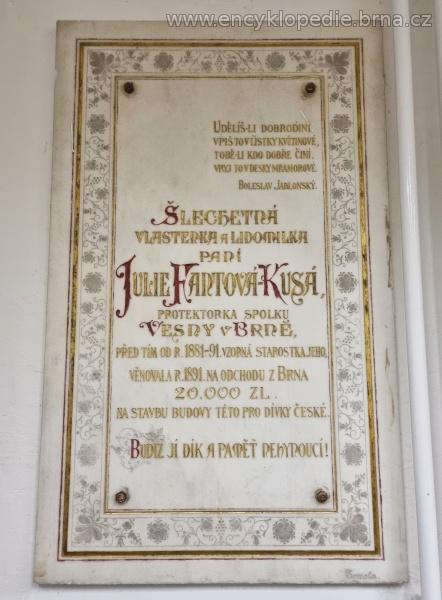 www.encyklopedie.brna.cz
UDĚLÍŠ-LI DOBRODINÍ
VPIŠ TO V LÍSTKY KVĚTINOVÉ,
TOBĚ-LI KDO DOBŘE ČINÍ.
VRYJ TO V DESKY MRAMOROVÉ.
BOLESLAV JABLONSKÝ.
ŠLECHETNÁ
VLASTENKA A LIDOMILKA
PANÍ
JULIE FANTOVÁ-KUSÁ,
PROTEKTORKA SPOLKU
VESNY V BRNĚ,
PŘED TÍM OD R. 1881-91. VZORNÁ STAROSTKA JEHO,
VĚNOVALA R. 1891. NA ODCHODU Z BRNA
20.000 ZL.
NA STAVBU BUDOVY TÉTO PRO DÍVKY ČESKÉ.
BUDIŽ JÍ DÍK A PAMĚŤ NEHYNOUCÍ!
Tomola